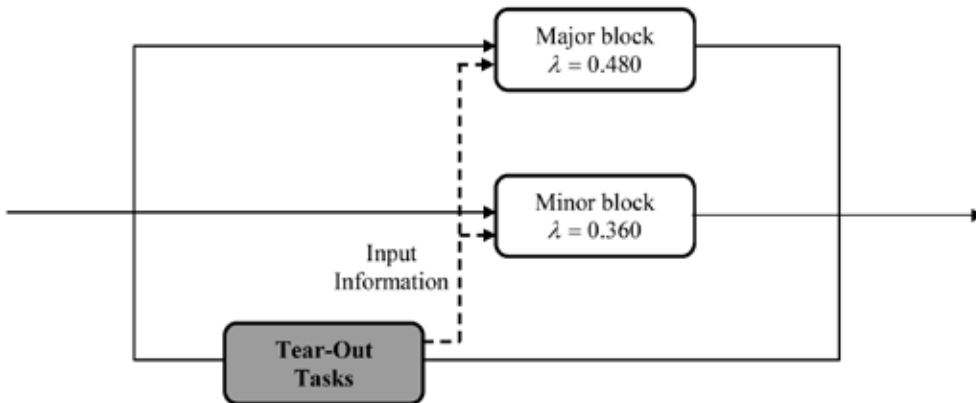 Major block
λ = 0.480
Minor block
λ = 0.360
Input
Information
Tear-Out
Tasks